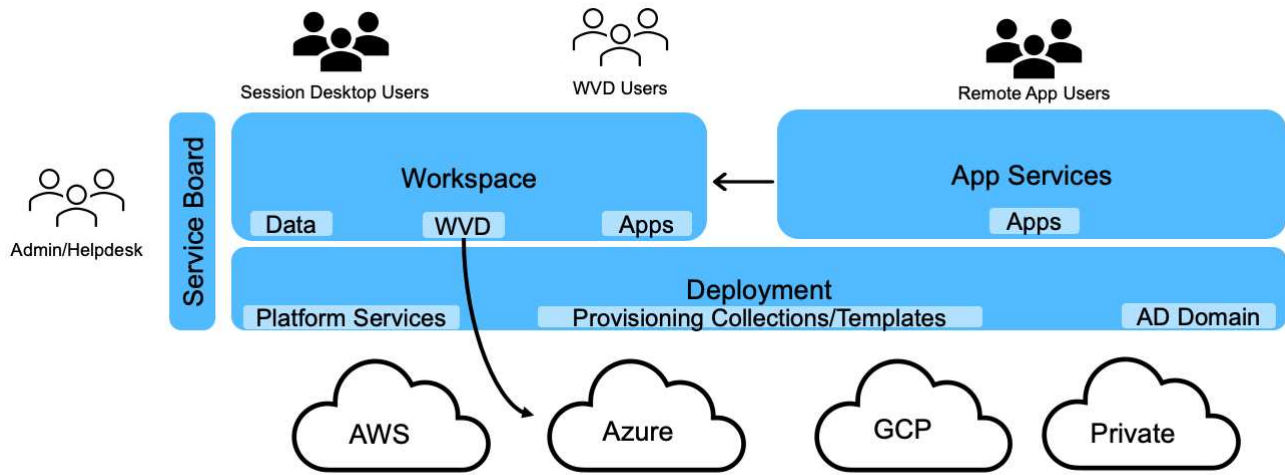 Session Desktop Users
WVD Users
Remote App Users
Admin/Helpdesk
Service Board
Workspace
Data
WVD
Apps
App Services
Apps
Deployment
Platform Services
Provisioning Collections/Templates
AD Domain
AWS
Azure
GCP
Private